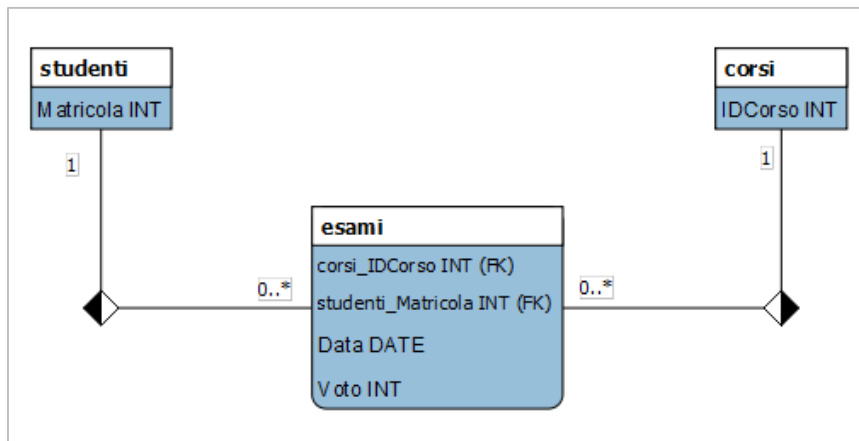 studenti
Matricola INT
corsi
IDCorso INT
1
1
esami
corsi_IDCorso INT (FK)
studenti_Matricola INT (FK)
Data DATE
Voto INT
0..*
0..*